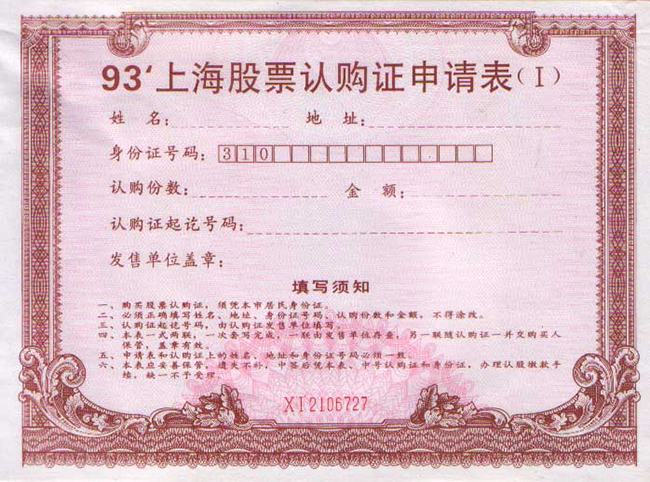 93'上海股票认购证申请表(I)
姓 名: 地 址:
身份证号码: 310
认购份数: 金 额:
认购证起讫号码:
发售单位盖章:
填写须知
一、购买股票认购证,须凭本市居民身份证。
二、必须正确填写姓名、地址、身份证号码、认购份数和金额,不得涂改。
三、认购证起讫号码,由认购证发售单位填写。
四、本表一式两联,一次套写完成,一联由发售单位存查,另一联随认购证一并交购买人
保管,盖章有效。
五、申请表和认购证上的姓名、地址和身份证号码必须一致。
六、本表应妥善保管,遗失不补,中签后凭本表、中号认购证和身份证,办理认股缴款手
续,缺一不予受理。
XI2106727